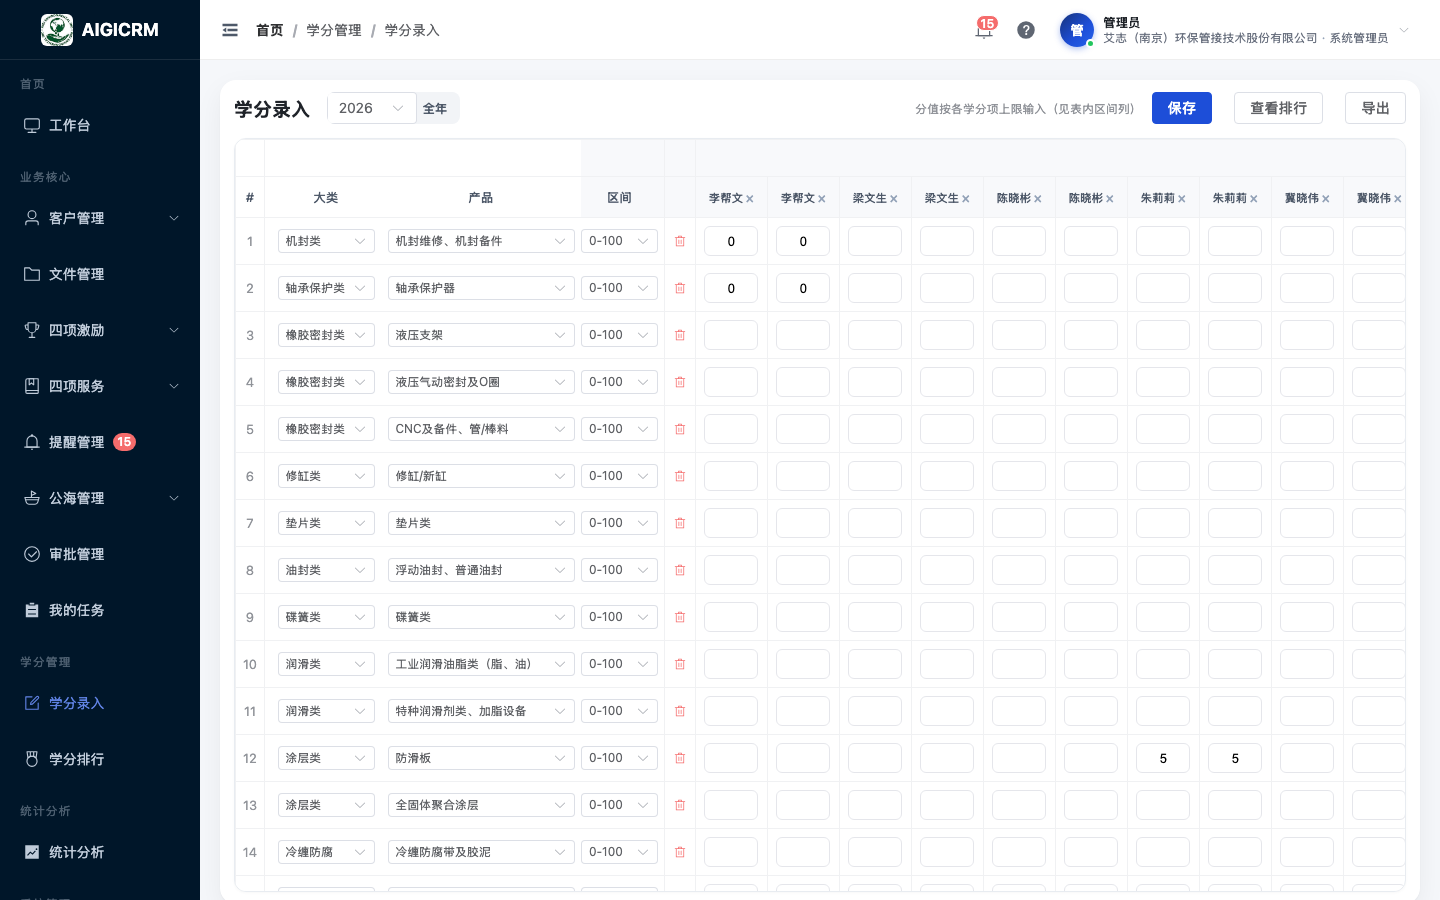 AIGICRM
首页 / 学分管理 / 学分录入
15
管
管理员
艾志（南京）环保管接技术股份有限公司 · 系统管理员
首页
工作台
业务核心
客户管理
文件管理
四项激励
四项服务
提醒管理 15
公海管理
审批管理
我的任务
学分管理
学分录入
学分排行
统计分析
统计分析
学分录入 2026 全年 分值按各学分项上限输入（见表内区间列） 保存 查看排行 导出
# 大类 产品 区间 李帮文 × 李帮文 × 梁文生 × 梁文生 × 陈晓彬 × 陈晓彬 × 朱莉莉 × 朱莉莉 × 冀晓伟 × 冀晓伟 ×
1 机封类 机封维修、机封备件 0-100 0 0
2 轴承保护类 轴承保护器 0-100 0 0
3 橡胶密封类 液压支架 0-100
4 橡胶密封类 液压气动密封及O圈 0-100
5 橡胶密封类 CNC及备件、管/棒料 0-100
6 修缸类 修缸/新缸 0-100
7 垫片类 垫片类 0-100
8 油封类 浮动油封、普通油封 0-100
9 碟簧类 碟簧类 0-100
10 润滑类 工业润滑油脂类（脂、油） 0-100
11 润滑类 特种润滑剂类、加脂设备 0-100
12 涂层类 防滑板 0-100 5 5
13 涂层类 全固体聚合涂层 0-100
14 冷缠防腐 冷缠防腐带及胶泥 0-100